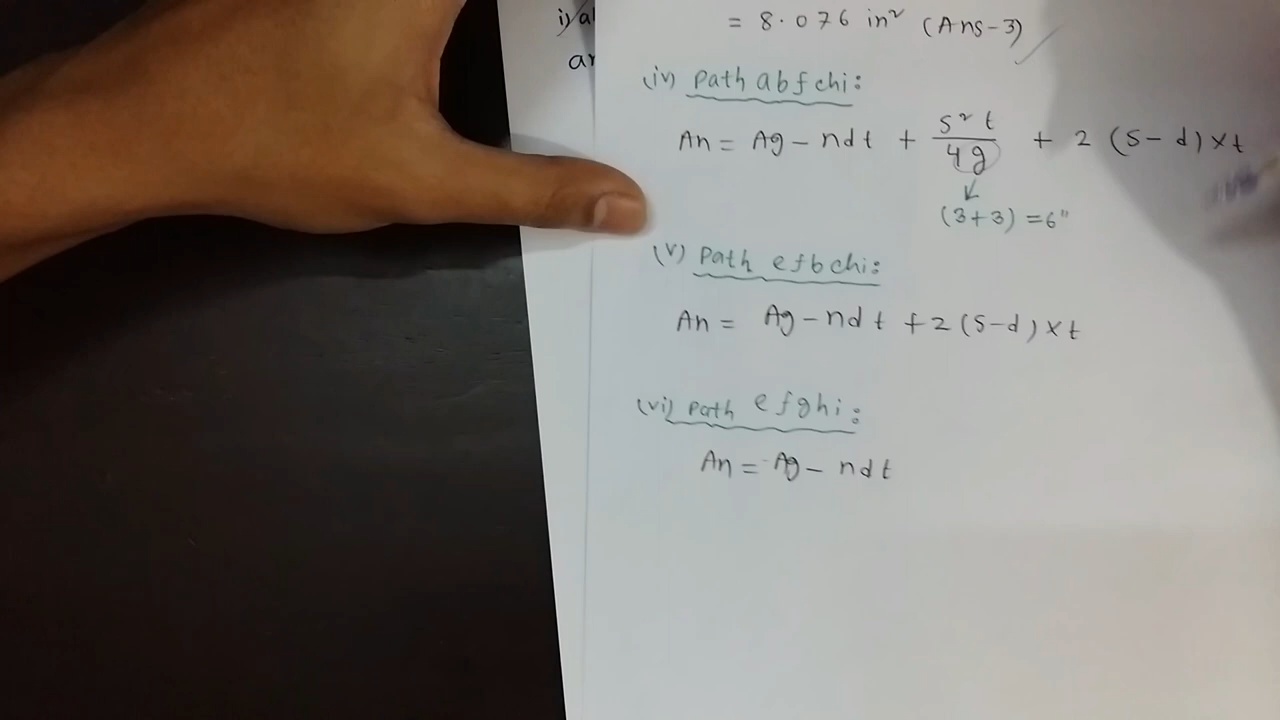 i) a
= 8.076 in² (Ans-3)
ar
(iv) Path abfchi:
An = Ag - ndt + s²t/4g + 2 (s-d) × t
(3+3) = 6"
(v) Path efbchi:
An = Ag - ndt + 2 (s-d) × t
(vi) Path efghi:
An = Ag - ndt